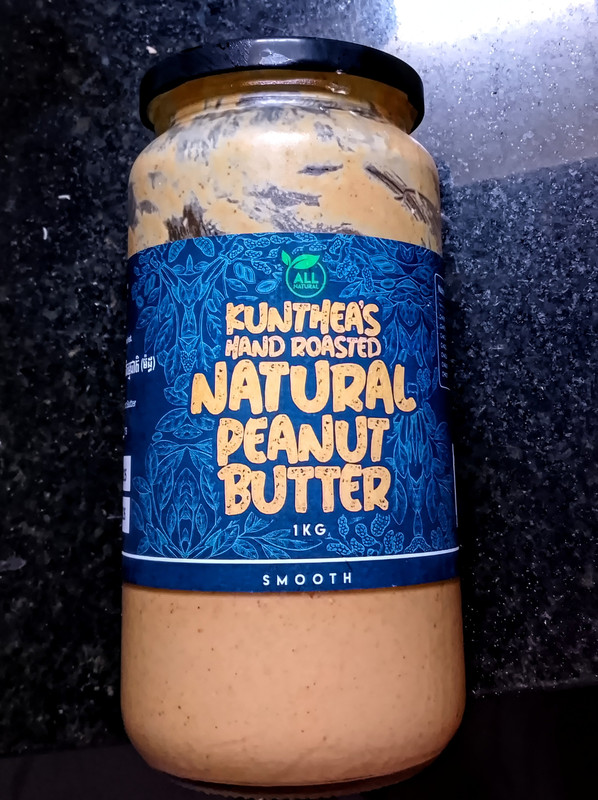 ALL
NATURAL
KUNTHEA'S
HAND ROASTED
NATURAL
PEANUT
BUTTER
1KG
SMOOTH